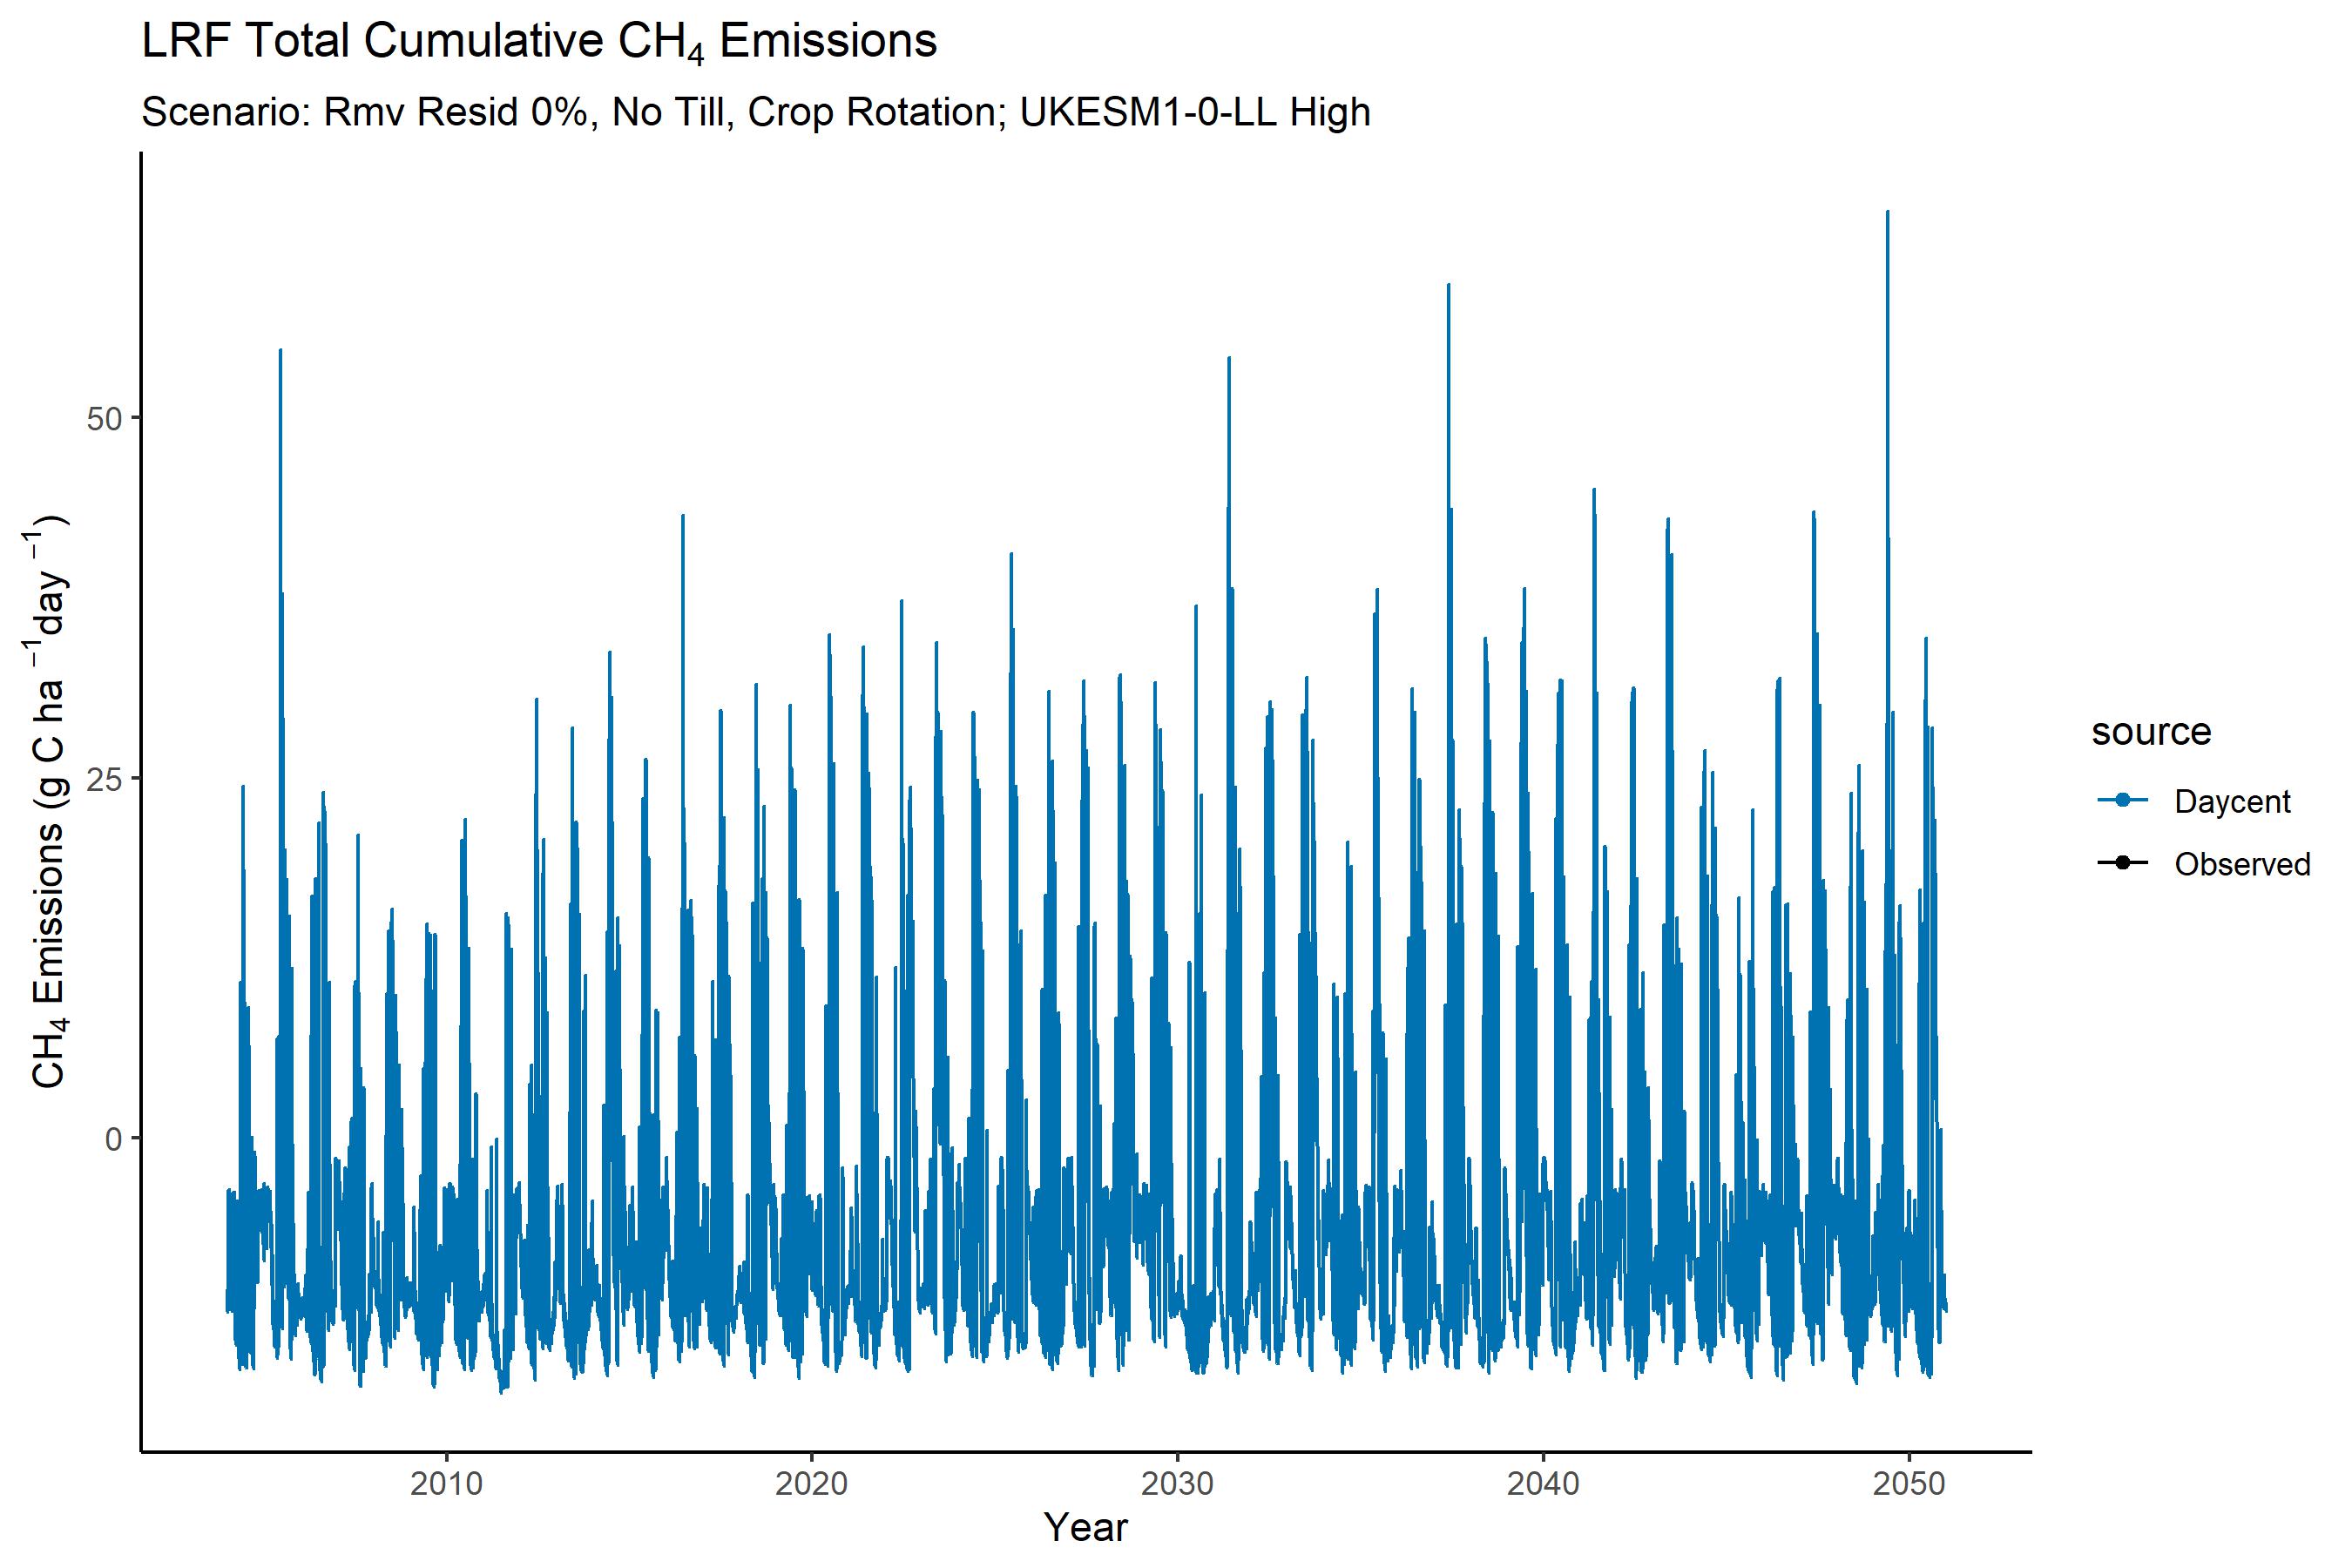 LRF Total Cumulative CH₄ Emissions
Scenario: Rmv Resid 0%, No Till, Crop Rotation; UKESM1-0-LL High
CH₄ Emissions (g C ha ⁻¹day ⁻¹)
50
25
0
2010
2020
2030
2040
2050
Year
source
Daycent
Observed